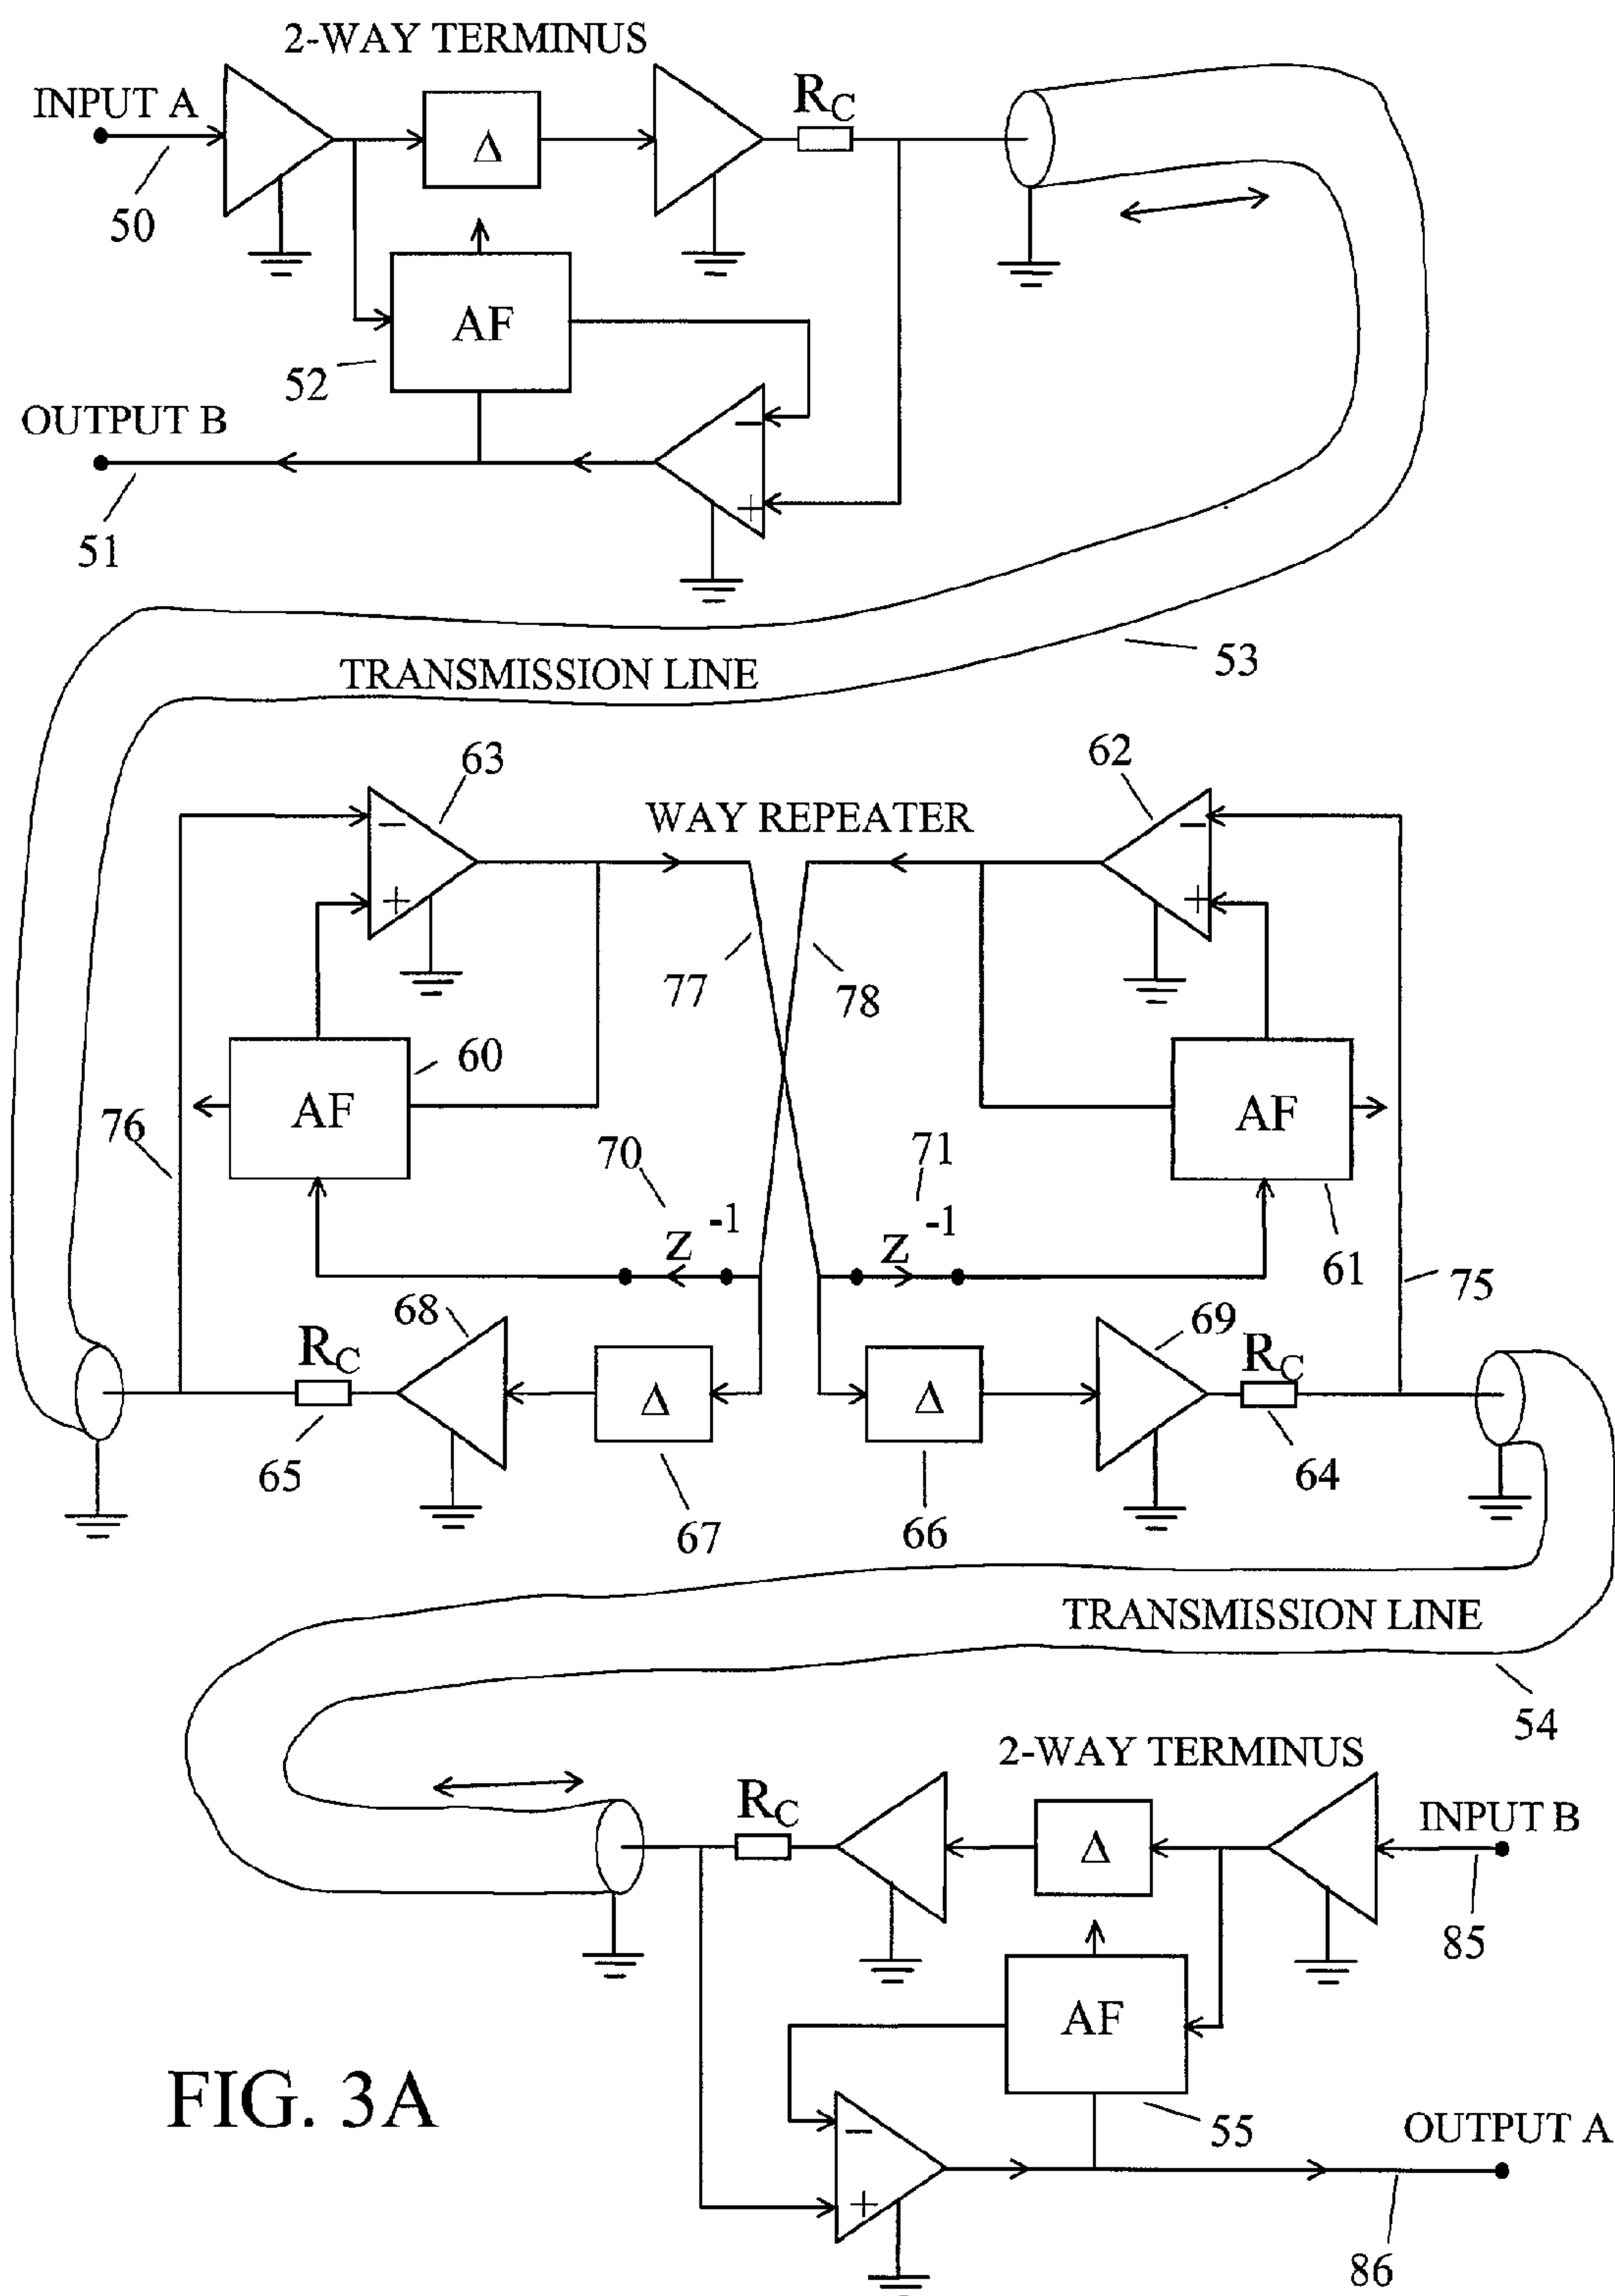 2-WAY TERMINUS
INPUT A
50
Δ
R_C
AF
52
OUTPUT B
51
−
+
53
TRANSMISSION LINE
63
62
WAY REPEATER
−
−
+
+
77
78
60
AF
AF
76
70
71
Z⁻¹
Z⁻¹
61
75
68
69
R_C
R_C
Δ
Δ
65
64
67
66
TRANSMISSION LINE
54
2-WAY TERMINUS
R_C
INPUT B
Δ
85
AF
FIG. 3A
−
55
OUTPUT A
+
86